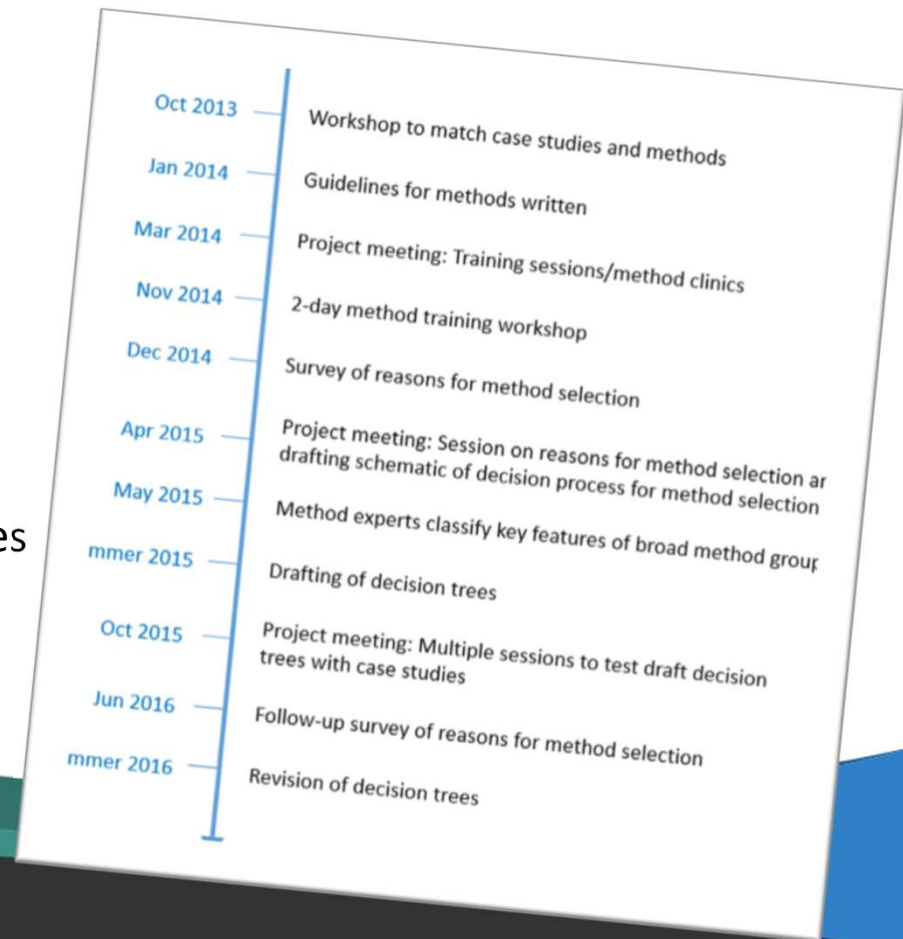 Oct 2013
Workshop to match case studies and methods
Jan 2014
Guidelines for methods written
Mar 2014
Project meeting: Training sessions/method clinics
Nov 2014
2-day method training workshop
Dec 2014
Survey of reasons for method selection
Apr 2015
Project meeting: Session on reasons for method selection ar
drafting schematic of decision process for method selection
May 2015
Method experts classify key features of broad method group
es
mmer 2015
Drafting of decision trees
Oct 2015
Project meeting: Multiple sessions to test draft decision
trees with case studies
Jun 2016
Follow-up survey of reasons for method selection
mmer 2016
Revision of decision trees